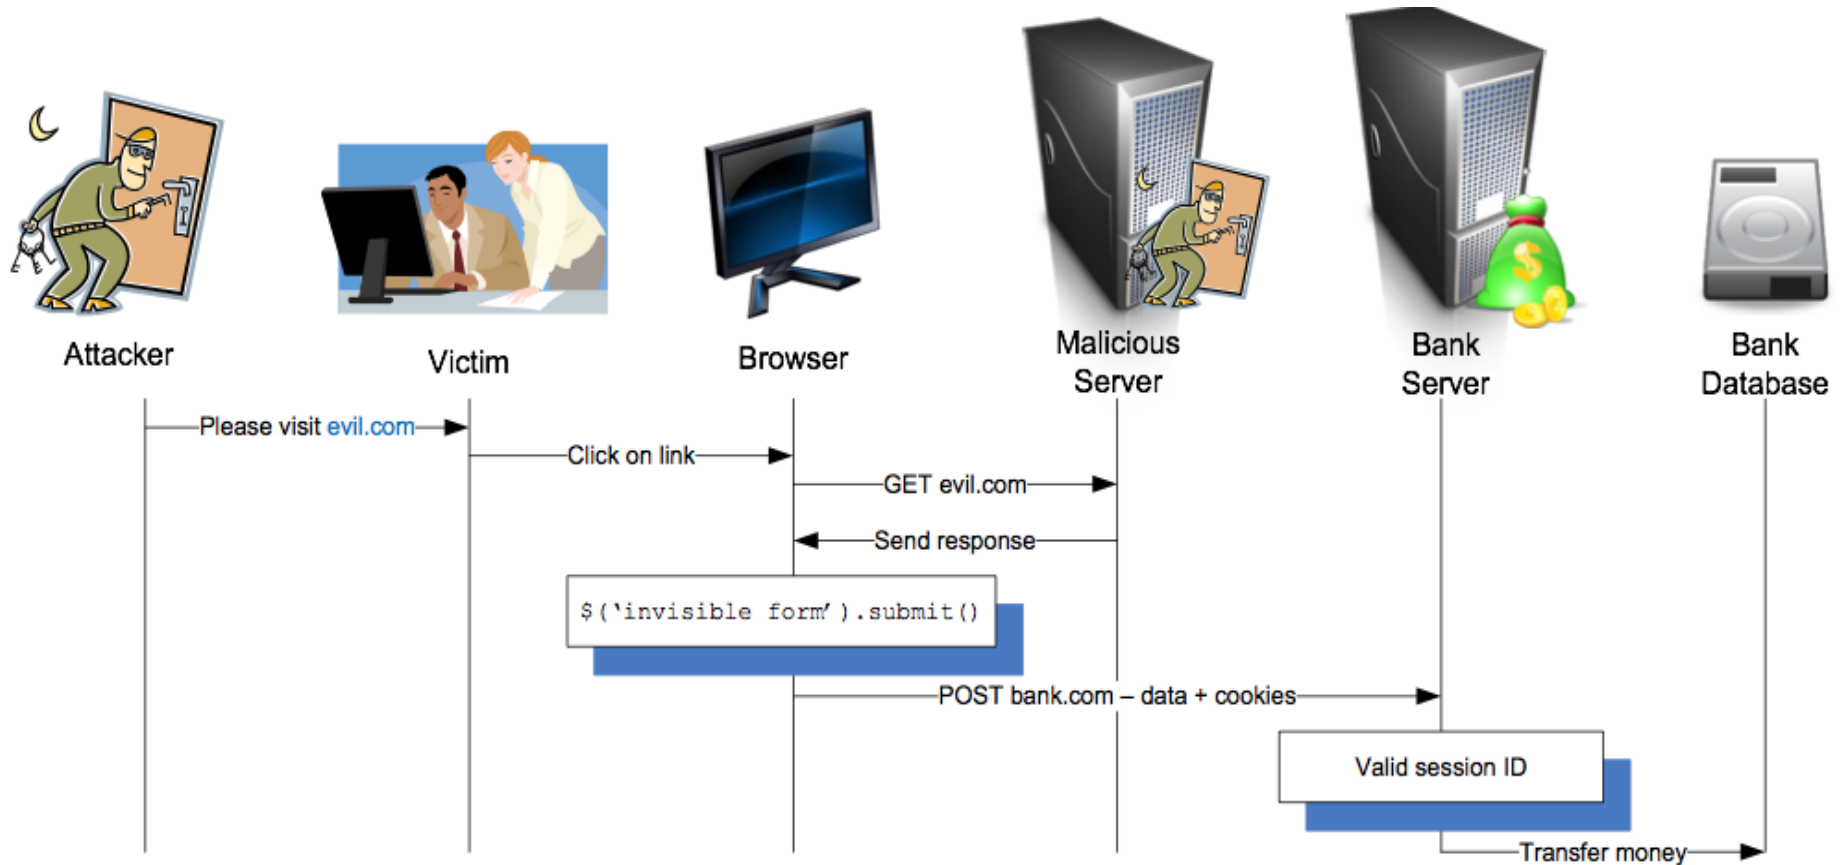 Attacker
Victim
Browser
Malicious
Server
Bank
Server
Bank
Database
Please visit evil.com
Click on link
GET evil.com
Send response
$(‘invisible form’).submit()
POST bank.com – data + cookies
Valid session ID
Transfer money